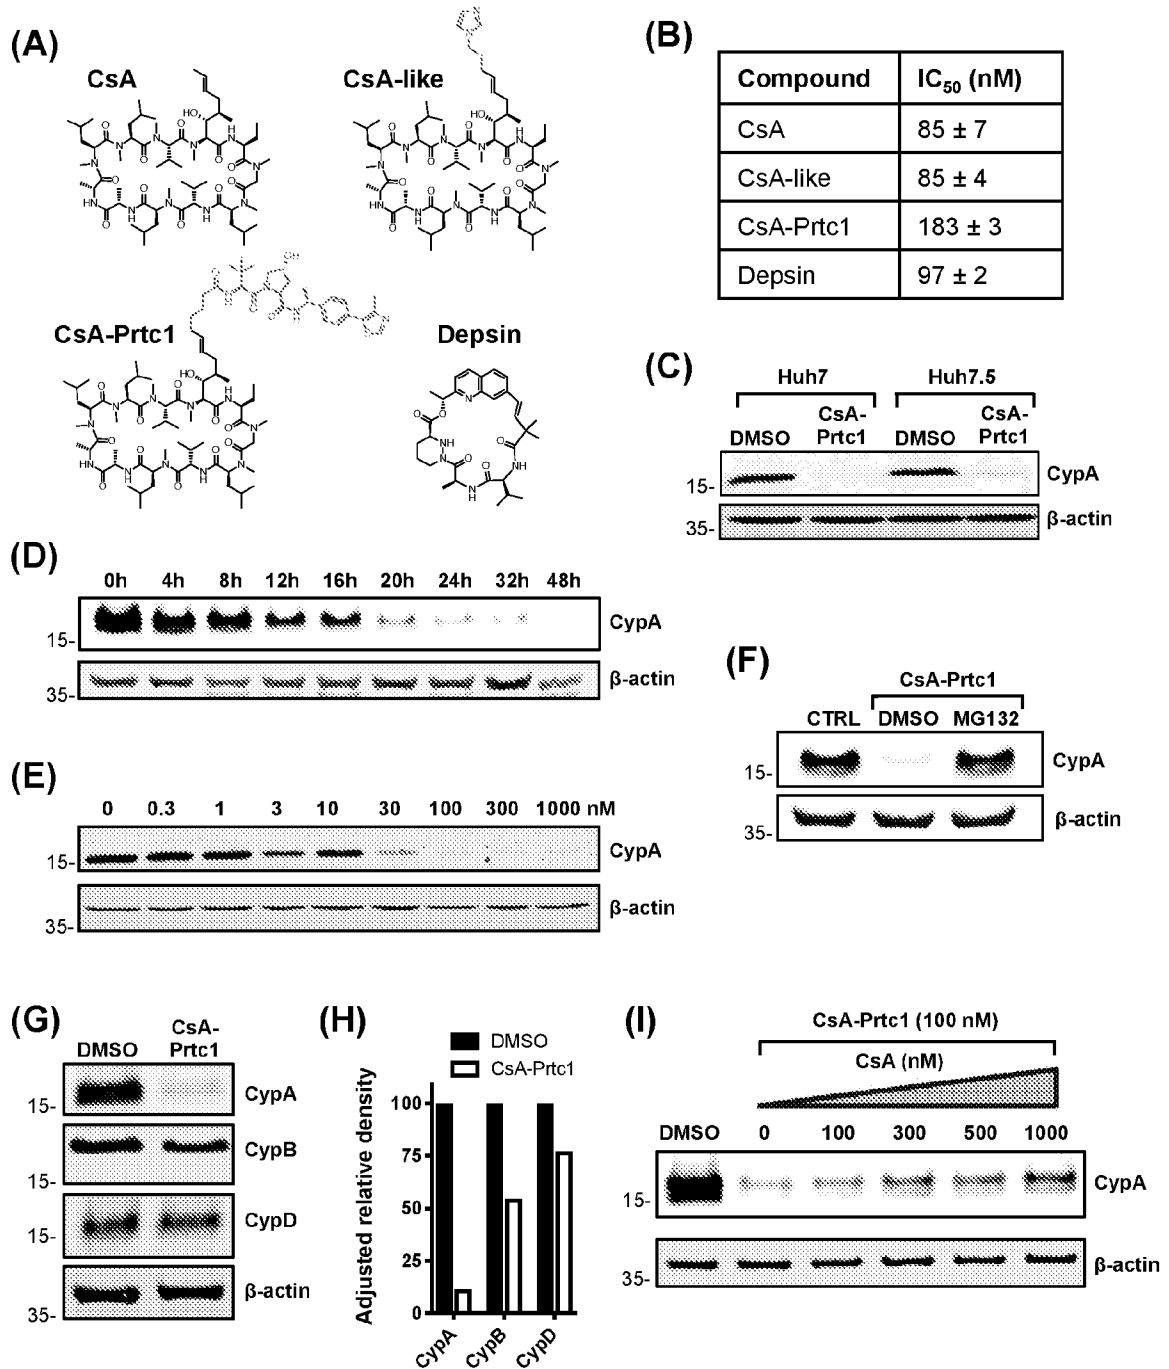 (A)
CsA
CsA-like
CsA-Prtc1
Depsin
(B)
Compound IC50 (nM)
CsA 85 ± 7
CsA-like 85 ± 4
CsA-Prtc1 183 ± 3
Depsin 97 ± 2
(C)
Huh7 Huh7.5
DMSO CsA-Prtc1 DMSO CsA-Prtc1
15- CypA
35- β-actin
(D)
0h 4h 8h 12h 16h 20h 24h 32h 48h
15- CypA
35- β-actin
(E)
0 0.3 1 3 10 30 100 300 1000 nM
15- CypA
35- β-actin
(F)
CsA-Prtc1
CTRL DMSO MG132
15- CypA
35- β-actin
(G)
DMSO CsA-Prtc1
15- CypA
15- CypB
15- CypD
35- β-actin
(H)
DMSO
CsA-Prtc1
Adjusted relative density
100
75
50
25
0
CypA CypB CypD
(I)
CsA-Prtc1 (100 nM)
CsA (nM)
DMSO 0 100 300 500 1000
15- CypA
35- β-actin